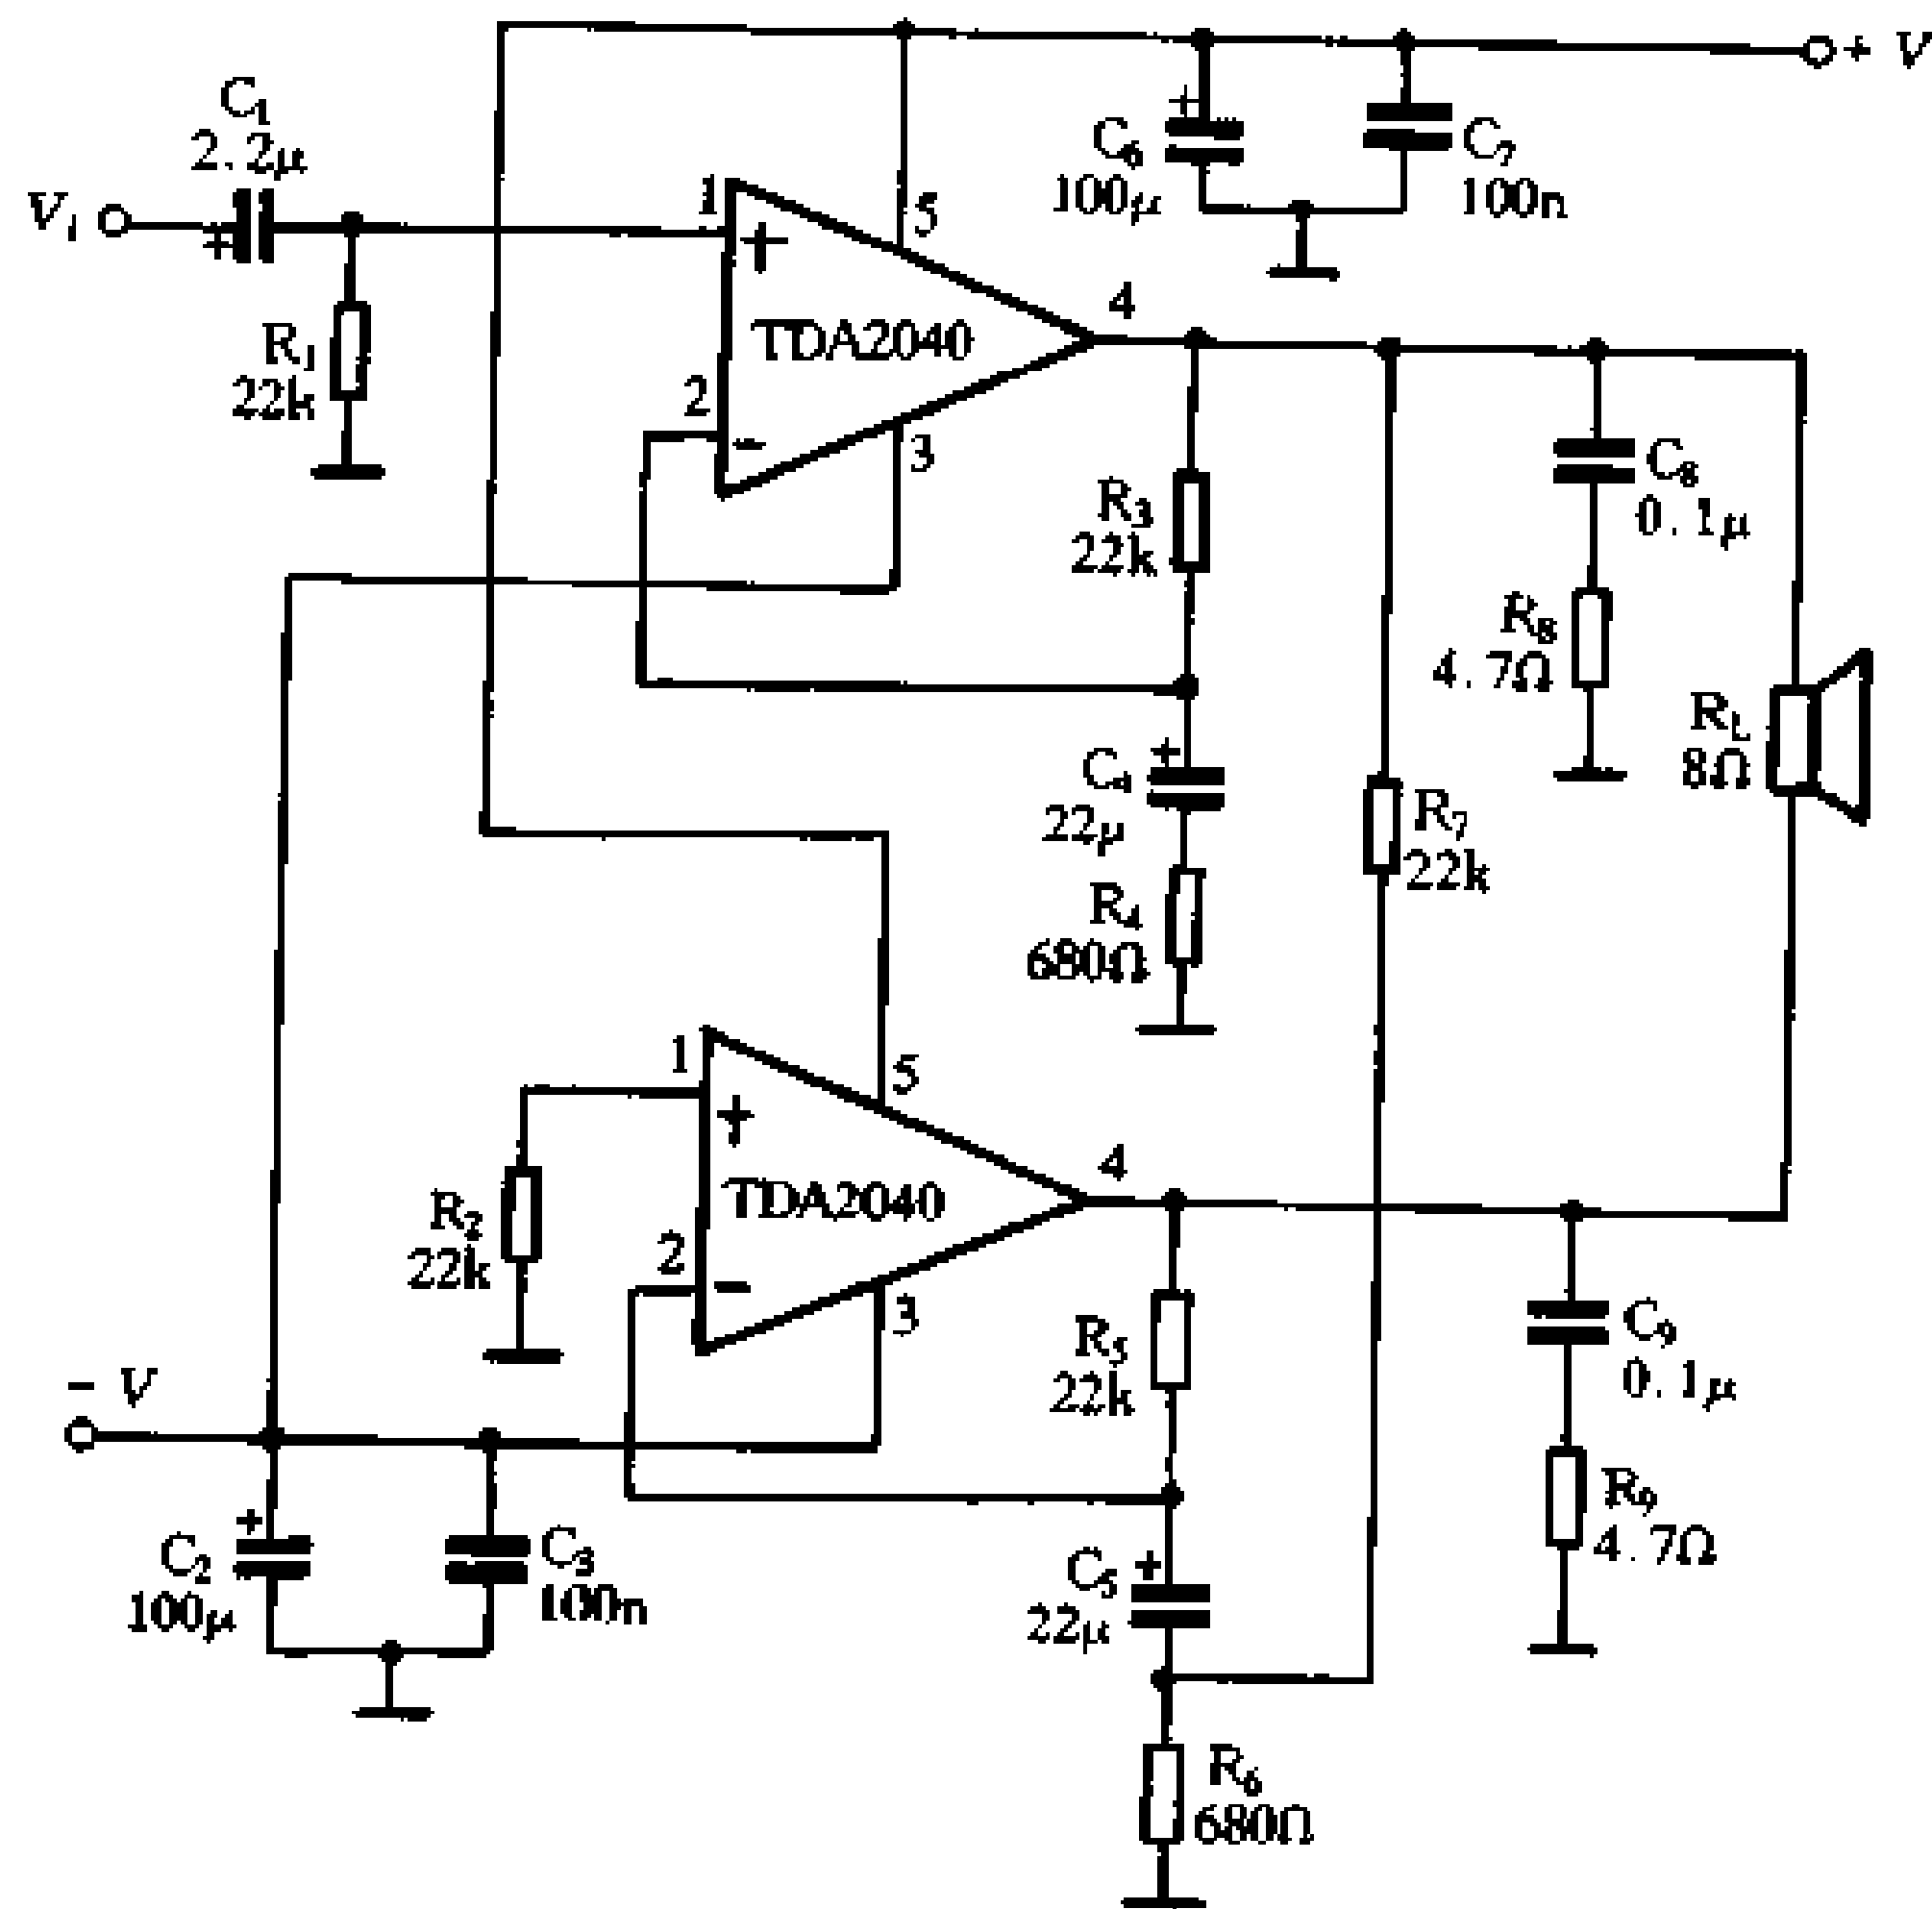 + V
C₁
2.2μ
V₁
+
R₁
22k
1
+
5
TDA2040
2
-
3
4
+
C₆
100μ
C₇
100n
R₃
22k
C₈
0.1μ
R₈
4.7Ω
R_L
8Ω
C₄ +
22μ
R₄
680Ω
R₇
22k
1
+
5
TDA2040
2
-
3
4
R₂
22k
R₅
22k
C₉
0.1μ
R₉
4.7Ω
- V
+
C₂
100μ
C₃
100n
C₅ +
22μ
R₆
680Ω